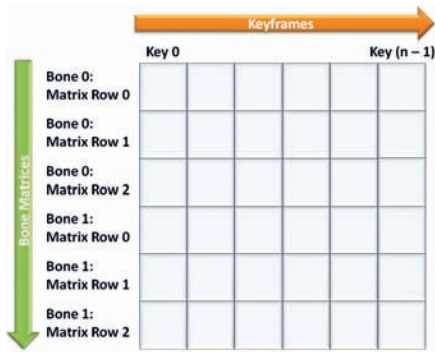 Keyframes
Key 0
Key (n – 1)
Bone Matrices
Bone 0:
Matrix Row 0
Bone 0:
Matrix Row 1
Bone 0:
Matrix Row 2
Bone 1:
Matrix Row 0
Bone 1:
Matrix Row 1
Bone 1:
Matrix Row 2